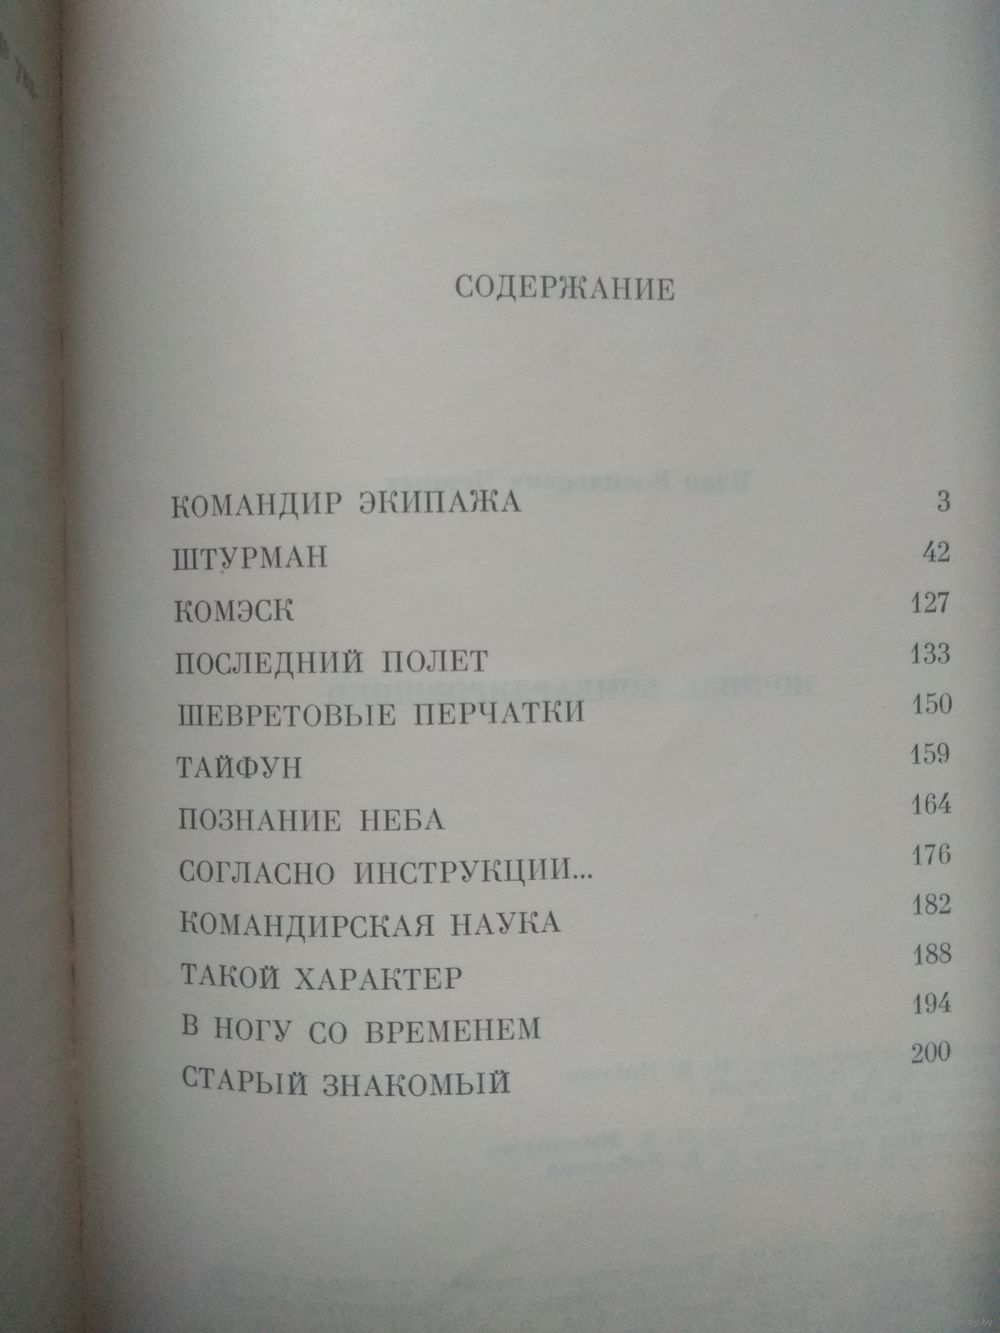 СОДЕРЖАНИЕ
КОМАНДИР ЭКИПАЖА 3
ШТУРМАН 42
КОМЭСК 127
ПОСЛЕДНИЙ ПОЛЕТ 133
ШЕВРЕТОВЫЕ ПЕРЧАТКИ 150
ТАЙФУН 159
ПОЗНАНИЕ НЕБА 164
СОГЛАСНО ИНСТРУКЦИИ... 176
КОМАНДИРСКАЯ НАУКА 182
ТАКОЙ ХАРАКТЕР 188
В НОГУ СО ВРЕМЕНЕМ 194
СТАРЫЙ ЗНАКОМЫЙ 200